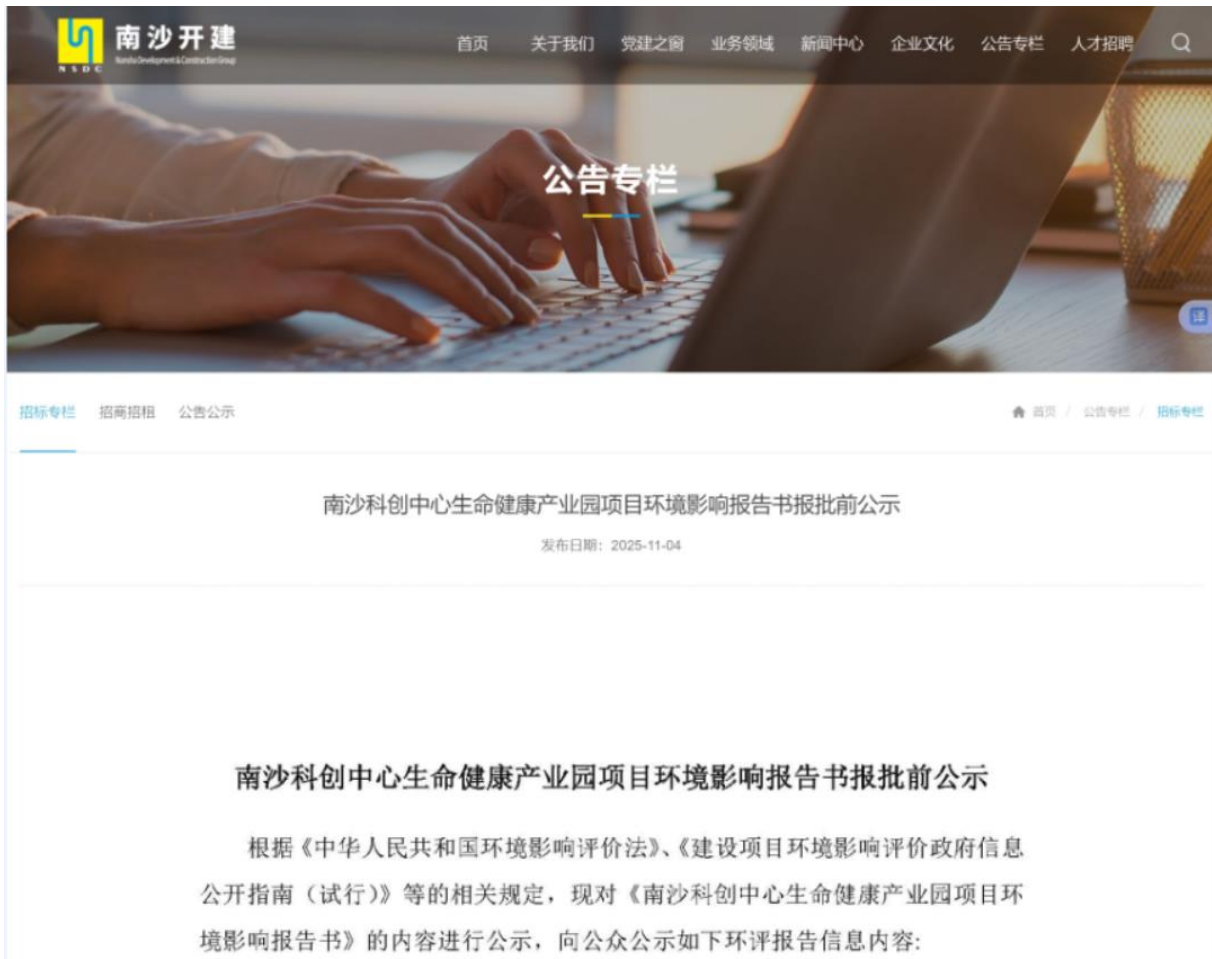 南沙开建
Nansha Development & Construction Group
NSDC
首页 关于我们 党建之窗 业务领域 新闻中心 企业文化 公告专栏 人才招聘
公告专栏
译
招标专栏 招商招租 公告公示
首页 / 公告专栏 / 招标专栏
南沙科创中心生命健康产业园项目环境影响报告书报批前公示
发布日期：2025-11-04
南沙科创中心生命健康产业园项目环境影响报告书报批前公示
根据《中华人民共和国环境影响评价法》、《建设项目环境影响评价政府信息
公开指南（试行）》等的相关规定，现对《南沙科创中心生命健康产业园项目环
境影响报告书》的内容进行公示，向公众公示如下环评报告信息内容: